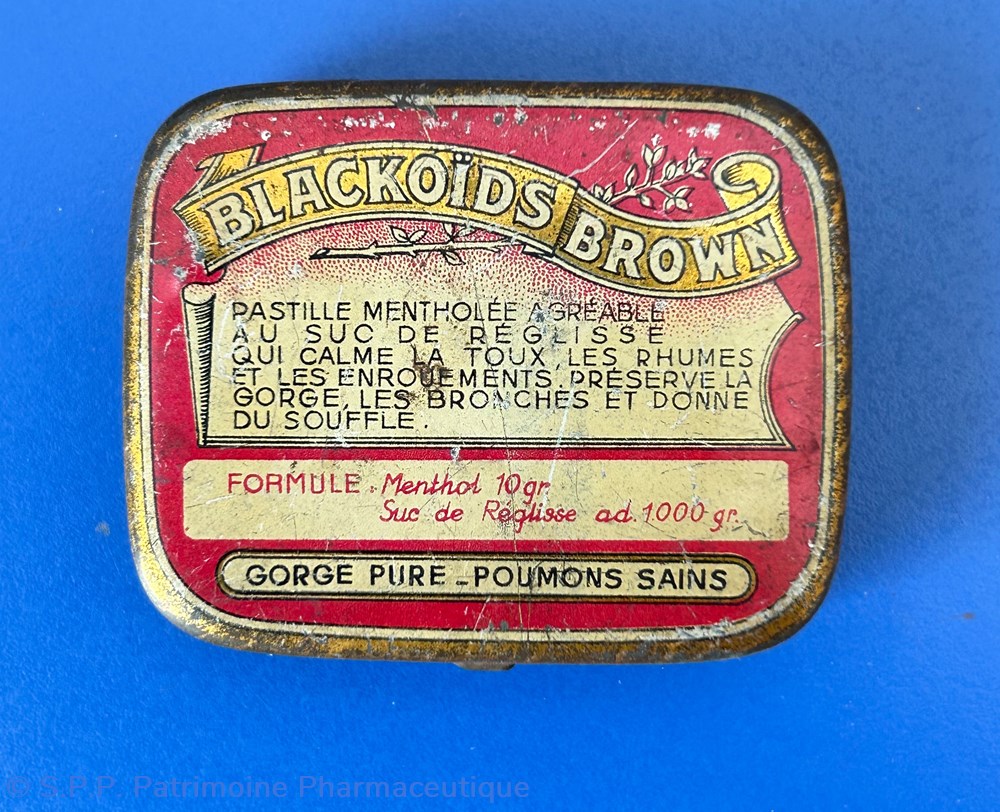 BLACKOÏDS BROWN
PASTILLE MENTHOLÉE AGRÉABLE
AU SUC DE RÉGLISSE
QUI CALME LA TOUX, LES RHUMES
ET LES ENROUEMENTS, PRÉSERVE LA
GORGE, LES BRONCHES ET DONNE
DU SOUFFLE.
FORMULE. Menthol 10 gr.
Suc de Réglisse ad. 1000 gr.
GORGE PURE - POUMONS SAINS
© S.P.P. Patrimoine Pharmaceutique